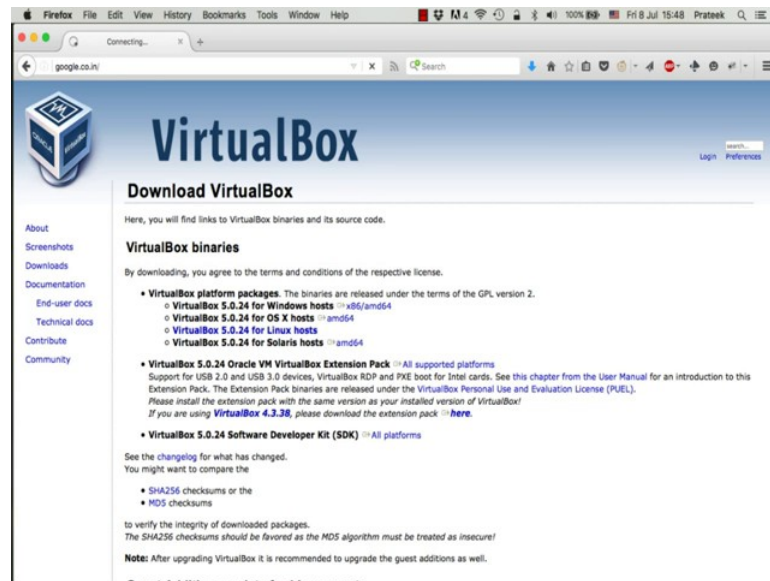 Firefox File Edit View History Bookmarks Tools Window Help 4 100% Fri 8 Jul 15:48 Prateek
Connecting...
google.co.in/ Search
ORACLE
VirtualBox
search...
Login Preferences
Download VirtualBox
Here, you will find links to VirtualBox binaries and its source code.
About
Screenshots
Downloads
Documentation
End-user docs
Technical docs
Contribute
Community
VirtualBox binaries
By downloading, you agree to the terms and conditions of the respective license.
• VirtualBox platform packages. The binaries are released under the terms of the GPL version 2.
o VirtualBox 5.0.24 for Windows hosts x86/amd64
o VirtualBox 5.0.24 for OS X hosts amd64
o VirtualBox 5.0.24 for Linux hosts
o VirtualBox 5.0.24 for Solaris hosts amd64
• VirtualBox 5.0.24 Oracle VM VirtualBox Extension Pack All supported platforms
Support for USB 2.0 and USB 3.0 devices, VirtualBox RDP and PXE boot for Intel cards. See this chapter from the User Manual for an introduction to this
Extension Pack. The Extension Pack binaries are released under the VirtualBox Personal Use and Evaluation License (PUEL).
Please install the extension pack with the same version as your installed version of VirtualBox!
If you are using VirtualBox 4.3.38, please download the extension pack here.
• VirtualBox 5.0.24 Software Developer Kit (SDK) All platforms
See the changelog for what has changed.
You might want to compare the
• SHA256 checksums or the
• MD5 checksums
to verify the integrity of downloaded packages.
The SHA256 checksums should be favored as the MD5 algorithm must be treated as insecure!
Note: After upgrading VirtualBox it is recommended to upgrade the guest additions as well.